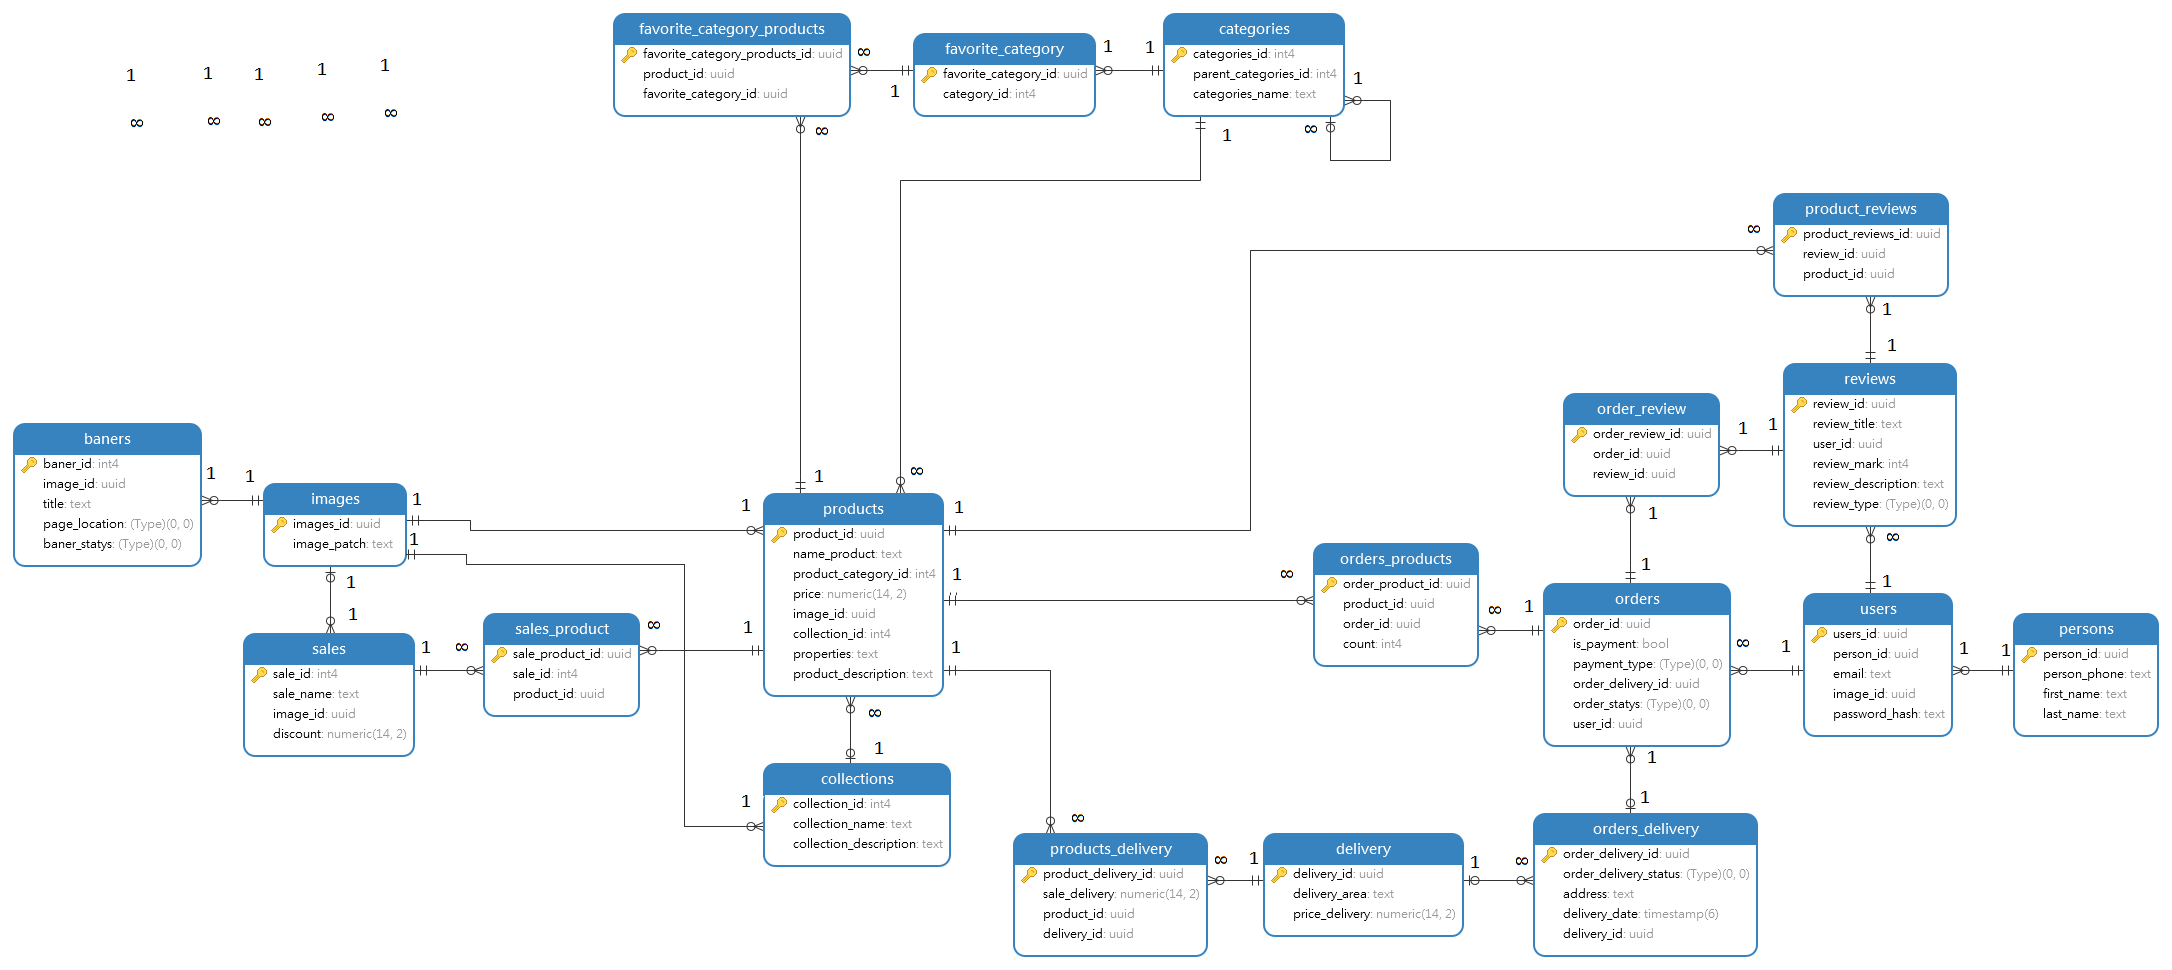 1 1 1 1 1
∞ ∞ ∞ ∞ ∞
favorite_category_products
favorite_category_products_id: uuid
product_id: uuid
favorite_category_id: uuid
∞
1
∞
favorite_category
favorite_category_id: uuid
category_id: int4
1
1
categories
categories_id: int4
parent_categories_id: int4
categories_name: text
1
∞
1
product_reviews
product_reviews_id: uuid
review_id: uuid
product_id: uuid
∞
1
1
reviews
review_id: uuid
review_title: text
user_id: uuid
review_mark: int4
review_description: text
review_type: (Type)(0, 0)
order_review
order_review_id: uuid
order_id: uuid
review_id: uuid
1
1
1
1
∞
1
baners
baner_id: int4
image_id: uuid
title: text
page_location: (Type)(0, 0)
baner_statys: (Type)(0, 0)
1
1
images
images_id: uuid
image_patch: text
1
1
1
1
1
∞
1
products
product_id: uuid
name_product: text
product_category_id: int4
price: numeric(14, 2)
image_id: uuid
collection_id: int4
properties: text
product_description: text
1
1
1
orders_products
order_product_id: uuid
product_id: uuid
order_id: uuid
count: int4
∞
∞
1
orders
order_id: uuid
is_payment: bool
payment_type: (Type)(0, 0)
order_delivery_id: uuid
order_statys: (Type)(0, 0)
user_id: uuid
∞
1
users
users_id: uuid
person_id: uuid
email: text
image_id: uuid
password_hash: text
1
1
persons
person_id: uuid
person_phone: text
first_name: text
last_name: text
sales
sale_id: int4
sale_name: text
image_id: uuid
discount: numeric(14, 2)
1
∞
sales_product
sale_product_id: uuid
sale_id: int4
product_id: uuid
∞
1
∞
1
1
collections
collection_id: int4
collection_name: text
collection_description: text
∞
products_delivery
product_delivery_id: uuid
sale_delivery: numeric(14, 2)
product_id: uuid
delivery_id: uuid
∞
1
delivery
delivery_id: uuid
delivery_area: text
price_delivery: numeric(14, 2)
1
∞
1
1
orders_delivery
order_delivery_id: uuid
order_delivery_status: (Type)(0, 0)
address: text
delivery_date: timestamp(6)
delivery_id: uuid